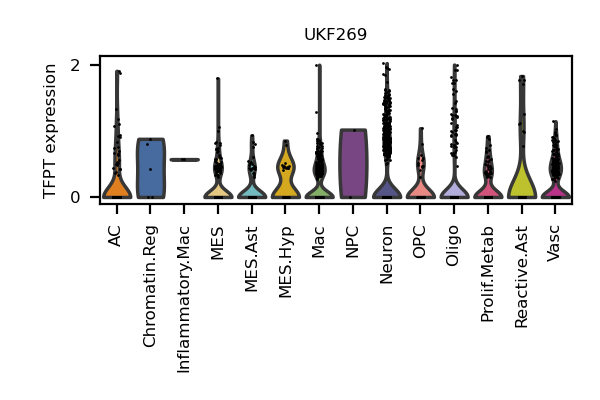 UKF269
TFPT expression
2
0
AC
Chromatin.Reg
Inflammatory.Mac
MES
MES.Ast
MES.Hyp
Mac
NPC
Neuron
OPC
Oligo
Prolif.Metab
Reactive.Ast
Vasc